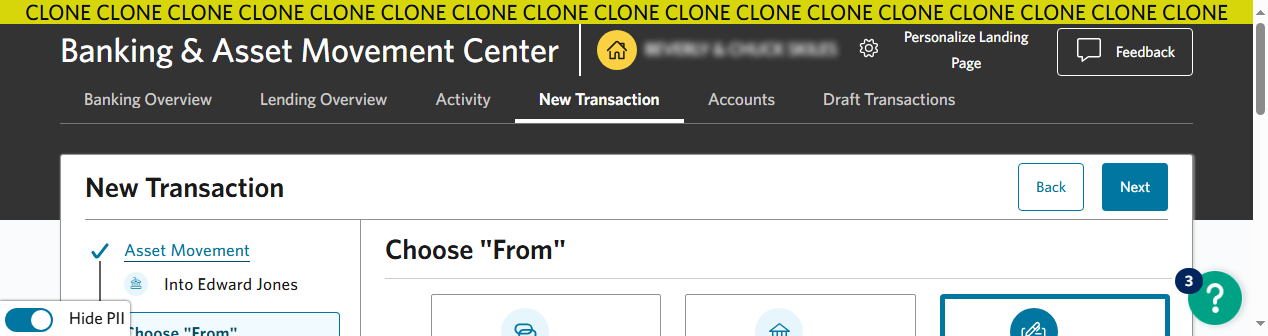 CLONE CLONE CLONE CLONE CLONE CLONE CLONE CLONE CLONE CLONE CLONE CLONE CLONE CLONE CLONE CLONE CLONE
Banking & Asset Movement Center
Personalize Landing
Page
Feedback
Banking Overview
Lending Overview
Activity
New Transaction
Accounts
Draft Transactions
New Transaction
Back
Next
Asset Movement
Into Edward Jones
Choose "From"
Choose "From"
3
?
Hide PII